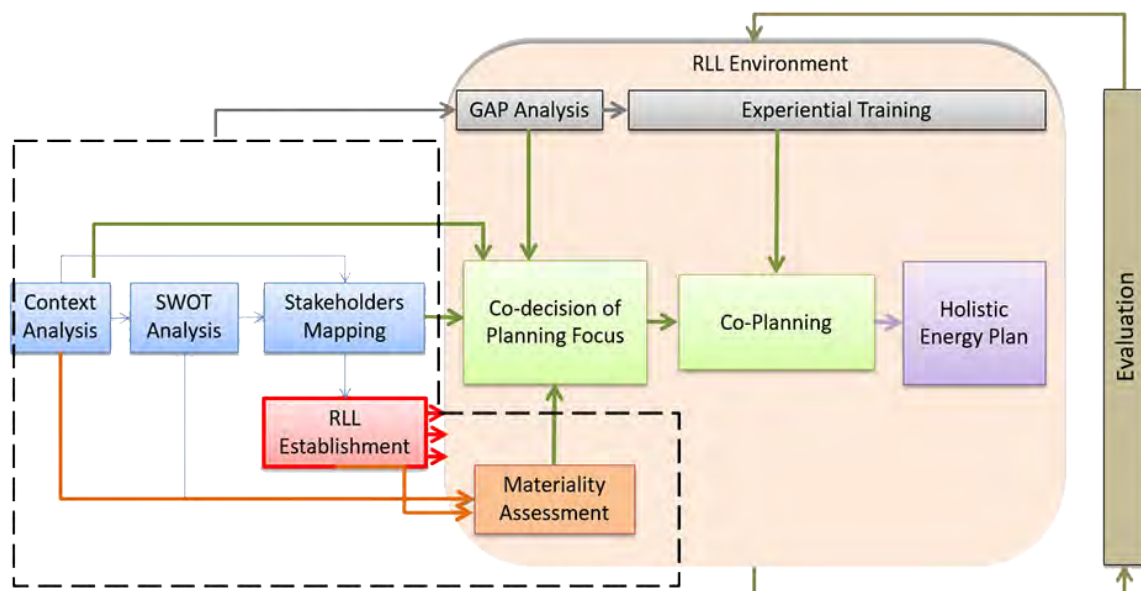 RLL Environment
GAP Analysis
Experiential Training
Context
Analysis
SWOT
Analysis
Stakeholders
Mapping
Co-decision of
Planning Focus
Co-Planning
Holistic
Energy Plan
RLL
Establishment
Materiality
Assessment
Evaluation